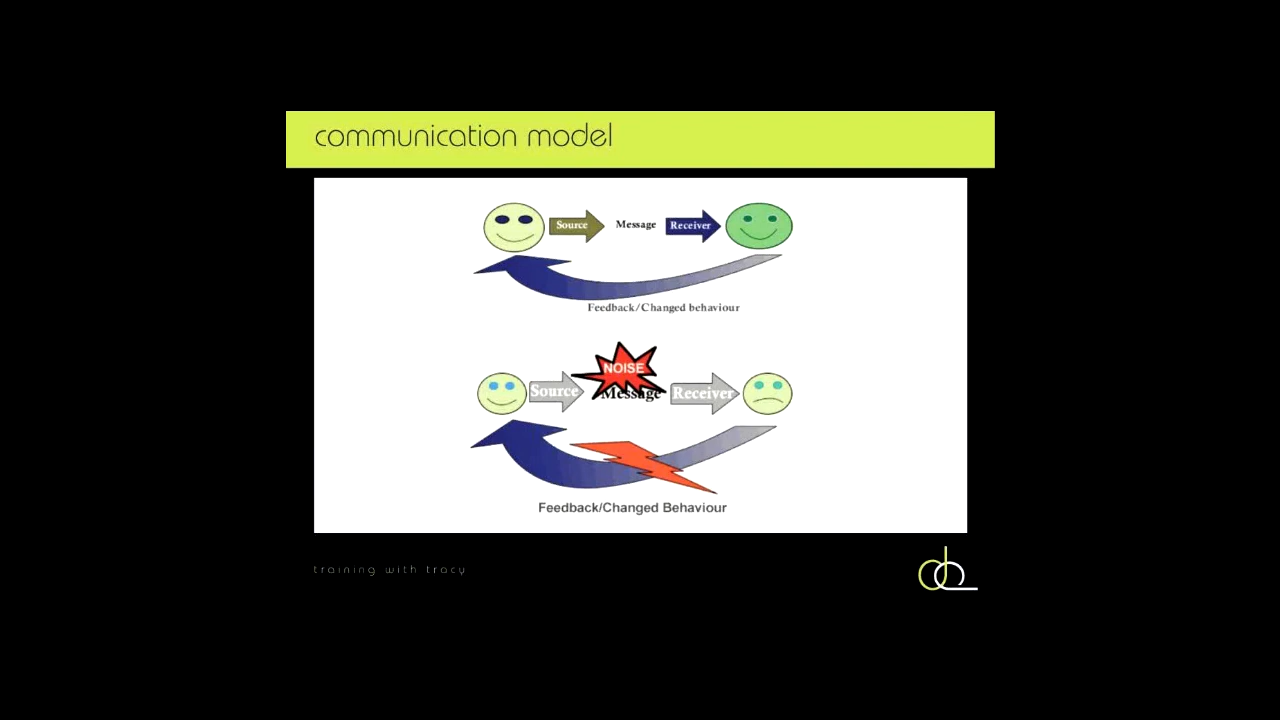 communication model
Source Message Receiver
Feedback/Changed behaviour
NOISE
Source Message Receiver
Feedback/Changed Behaviour
training with tracy